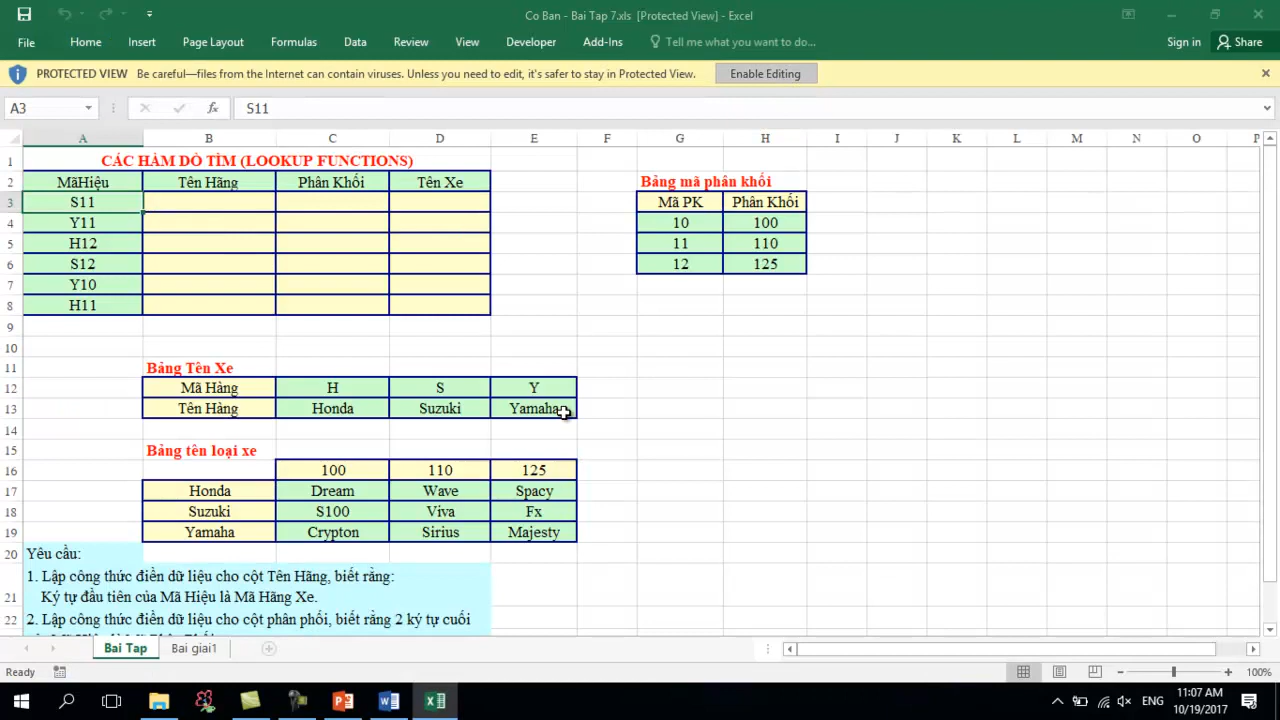 Co Ban - Bai Tap 7.xls [Protected View] - Excel
File Home Insert Page Layout Formulas Data Review View Developer Add-Ins Tell me what you want to do... Sign in Share
PROTECTED VIEW Be careful—files from the Internet can contain viruses. Unless you need to edit, it's safer to stay in Protected View. Enable Editing
A3 fx S11
A B C D E F G H I J K L M N O P
1 CÁC HÀM DÒ TÌM (LOOKUP FUNCTIONS)
2 MãHiệu Tên Hãng Phân Khối Tên Xe Bảng mã phân khối
3 S11 Mã PK Phân Khối
4 Y11 10 100
5 H12 11 110
6 S12 12 125
7 Y10
8 H11
9
10
11 Bảng Tên Xe
12 Mã Hàng H S Y
13 Tên Hàng Honda Suzuki Yamaha
14
15 Bảng tên loại xe
16 100 110 125
17 Honda Dream Wave Spacy
18 Suzuki S100 Viva Fx
19 Yamaha Crypton Sirius Majesty
20 Yêu cầu:
1. Lập công thức điền dữ liệu cho cột Tên Hãng, biết rằng:
21 Ký tự đầu tiên của Mã Hiệu là Mã Hãng Xe.
22 2. Lập công thức điền dữ liệu cho cột phân phối, biết rằng 2 ký tự cuối
Bai Tap Bai giai1
Ready 100%
ENG 11:07 AM
10/19/2017